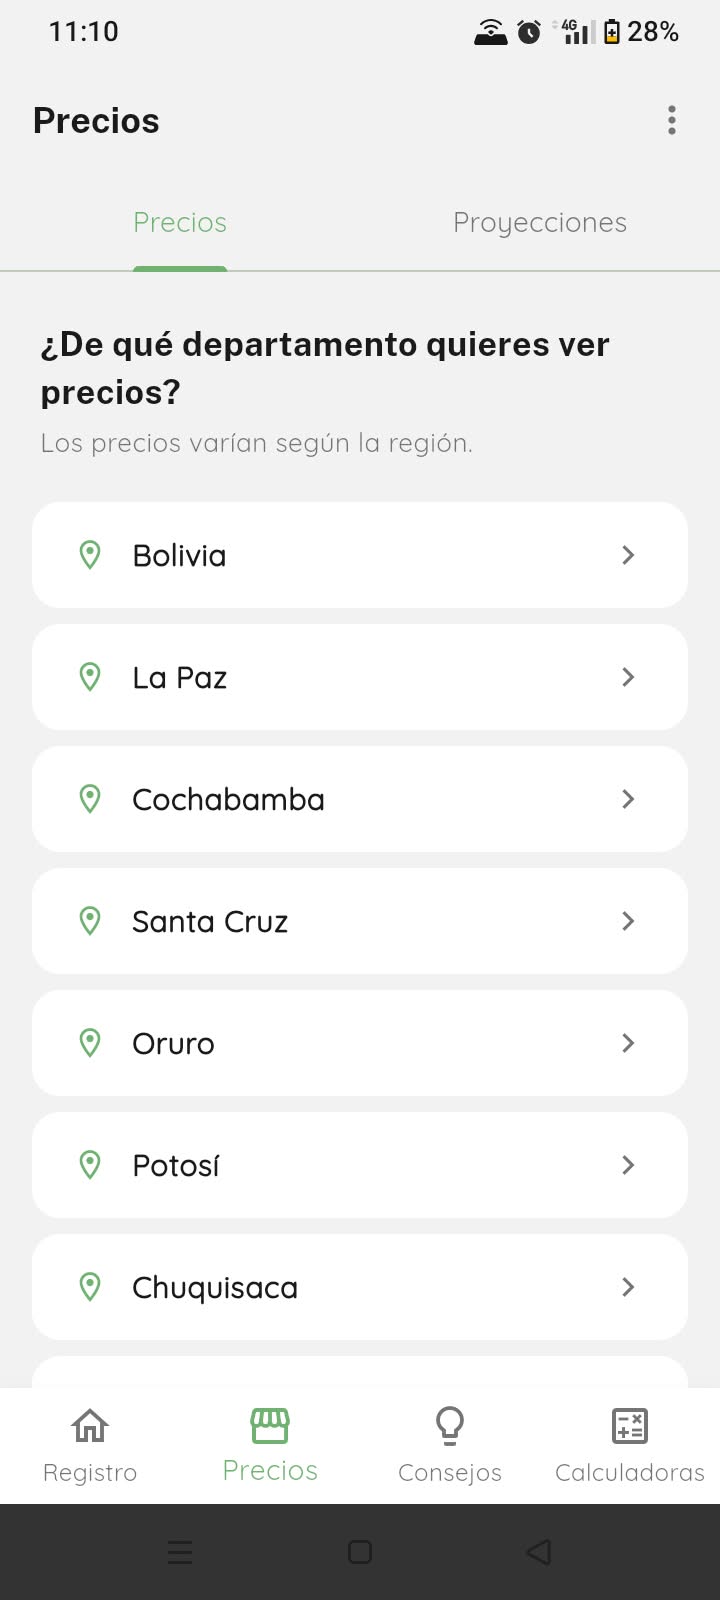 11:10
4G
28%
Precios
Precios
Proyecciones
¿De qué departamento quieres ver
precios?
Los precios varían según la región.
Bolivia
La Paz
Cochabamba
Santa Cruz
Oruro
Potosí
Chuquisaca
Registro
Precios
Consejos
Calculadoras